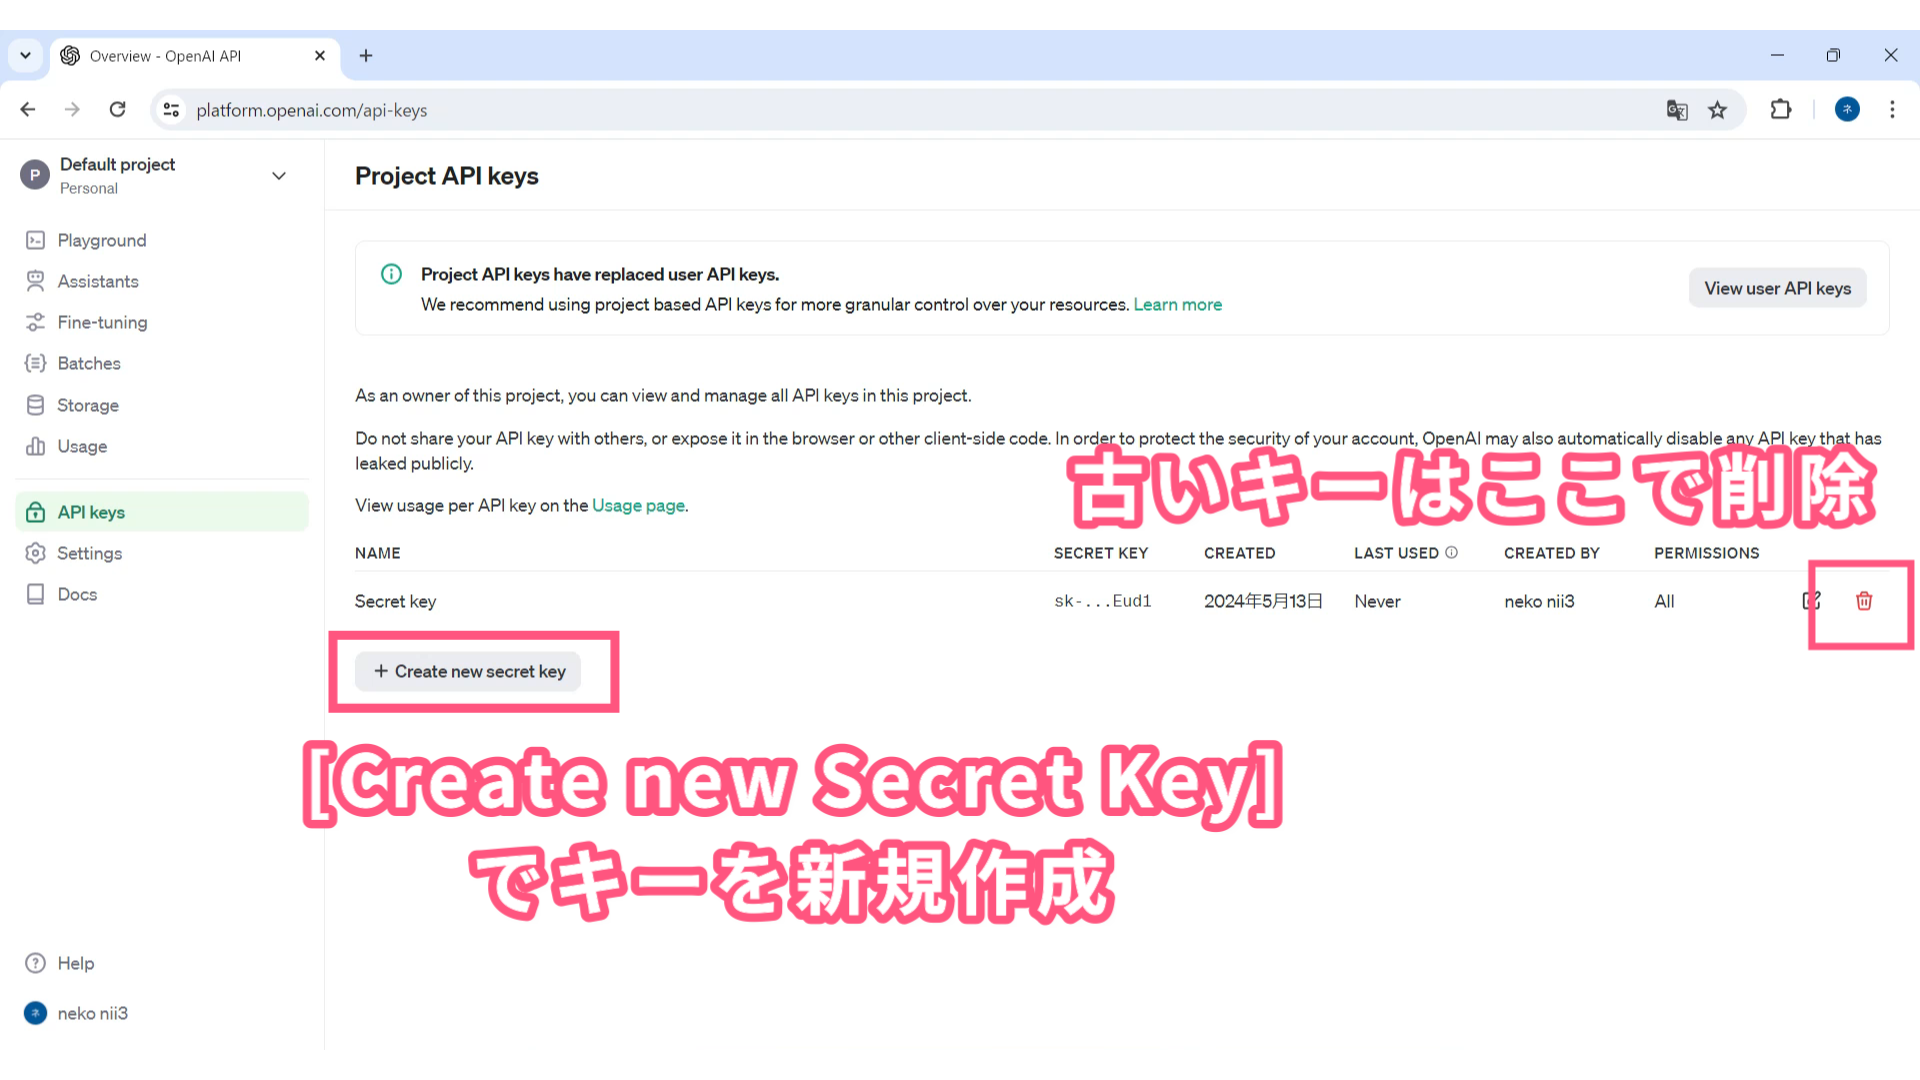 Overview - OpenAI API
platform.openai.com/api-keys
ネ
P
Default project
Personal
Playground
Assistants
Fine-tuning
Batches
Storage
Usage
API keys
Settings
Docs
Help
ネ
neko nii3
Project API keys
Project API keys have replaced user API keys.
We recommend using project based API keys for more granular control over your resources. Learn more
View user API keys
As an owner of this project, you can view and manage all API keys in this project.
Do not share your API key with others, or expose it in the browser or other client-side code. In order to protect the security of your account, OpenAI may also automatically disable any API key that has
leaked publicly.
古いキーはここで削除
View usage per API key on the Usage page.
NAME SECRET KEY CREATED LAST USED CREATED BY PERMISSIONS
Secret key sk-...Eud1 2024年5月13日 Never neko nii3 All
+ Create new secret key
[Create new Secret Key]
でキーを新規作成